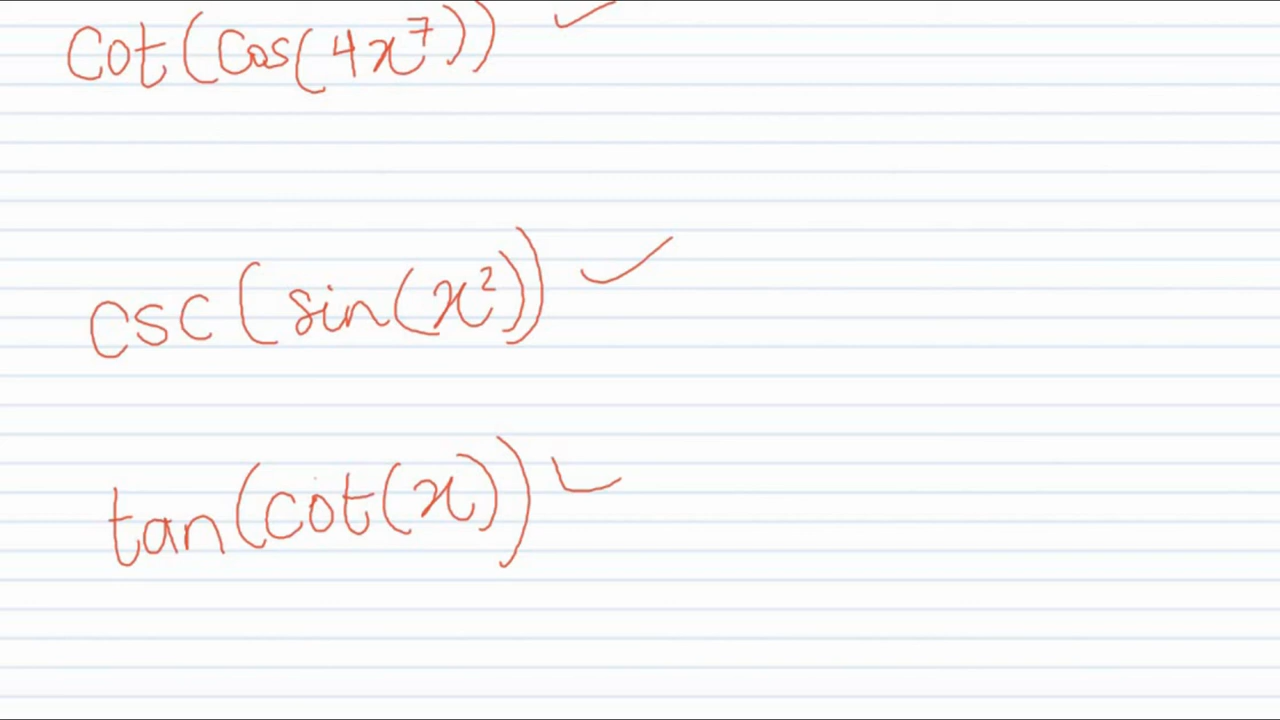 Cot(Cos(4x⁷)) ✓
csc(sin(x²)) ✓
tan(cot(x)) ✓